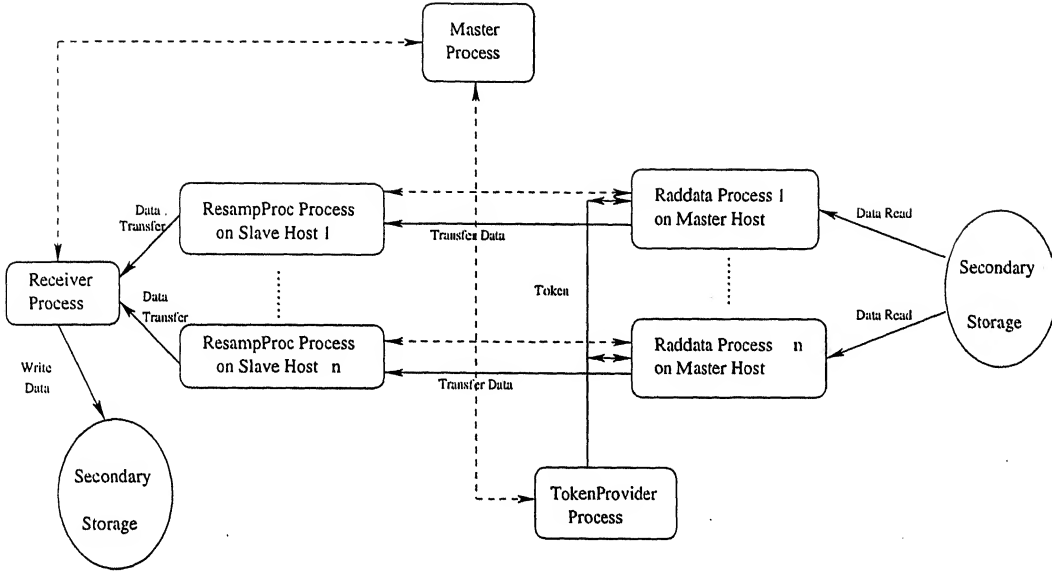 Master
Process
ResampProc Process
on Slave Host 1
Raddata Process 1
on Master Host
Data
Transfer
Transfer Data
Data Read
Receiver
Process
Token
Secondary
Storage
Data
Transfer
ResampProc Process
on Slave Host n
Raddata Process n
on Master Host
Data Read
Transfer Data
Write
Data
Secondary
Storage
TokenProvider
Process